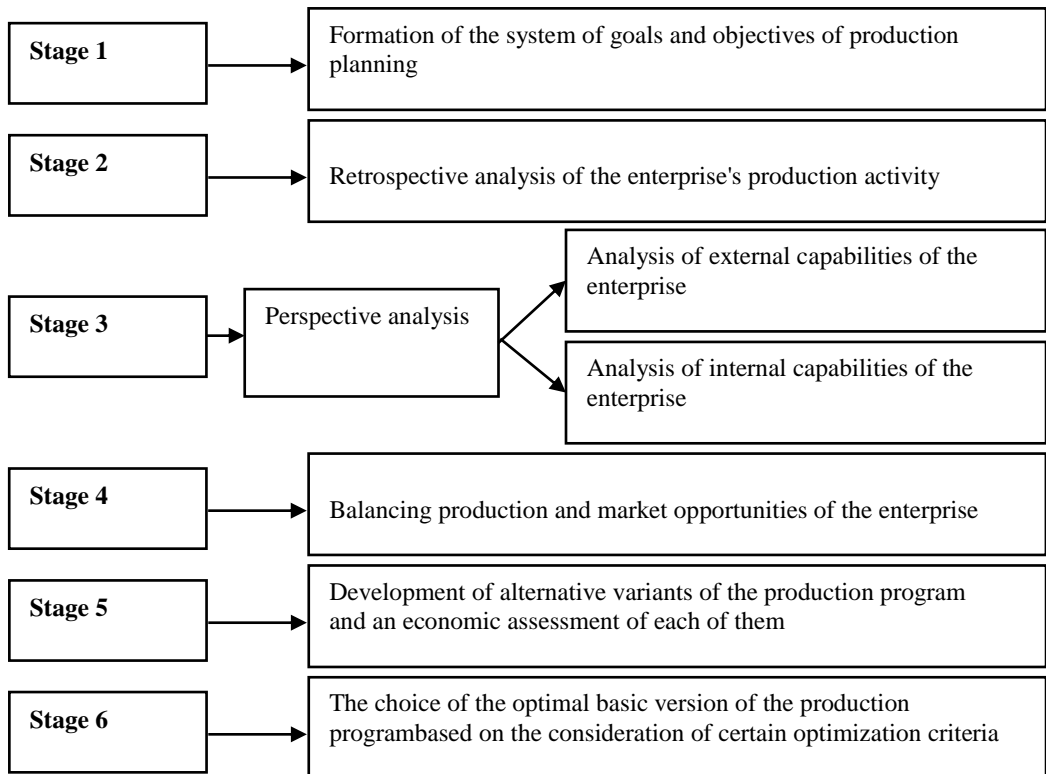 Stage 1
Formation of the system of goals and objectives of production
planning
Stage 2
Retrospective analysis of the enterprise's production activity
Stage 3
Perspective analysis
Analysis of external capabilities of the
enterprise
Analysis of internal capabilities of the
enterprise
Stage 4
Balancing production and market opportunities of the enterprise
Stage 5
Development of alternative variants of the production program
and an economic assessment of each of them
Stage 6
The choice of the optimal basic version of the production
programbased on the consideration of certain optimization criteria